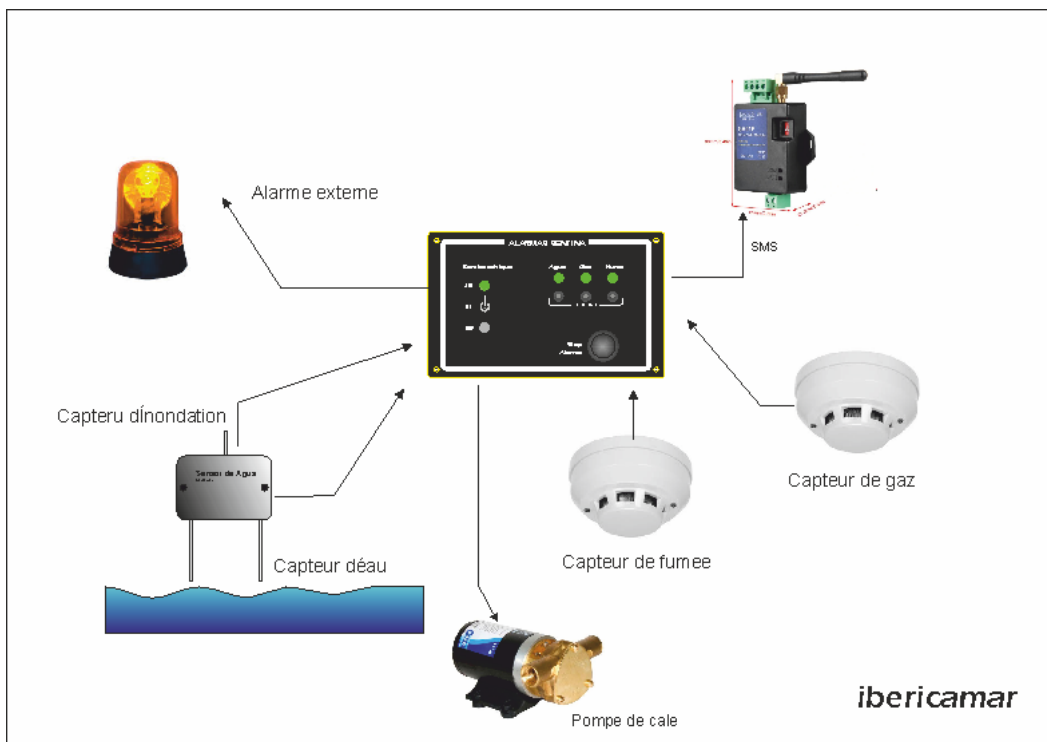 Alarme externe
SMS
ALARMAS SENTINA
Agua Gas Humo
Stop
Alarmas
Capteru dínondation
Sensor de Agua
Capteur déau
Capteur de fumee
Capteur de gaz
Pompe de cale
ibericamar